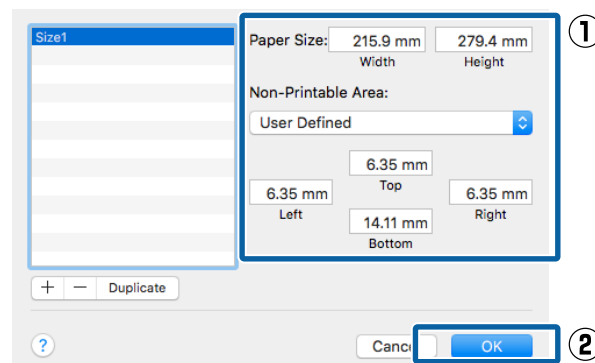 Size1
Paper Size: 215.9 mm 279.4 mm
Width Height
Non-Printable Area:
User Defined
6.35 mm
Top
6.35 mm 6.35 mm
Left Right
14.11 mm
Bottom
+ − Duplicate
? Canc OK
①
②